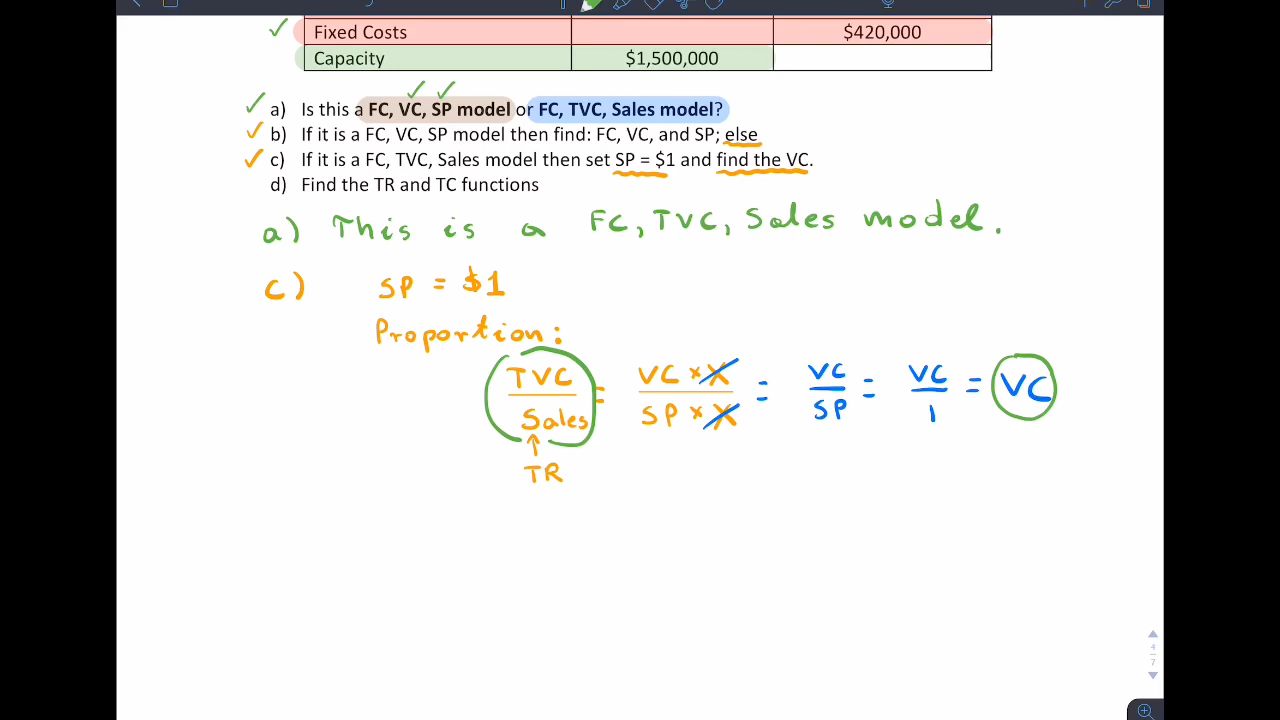 Fixed Costs $420,000
Capacity $1,500,000
a) Is this a FC, VC, SP model or FC, TVC, Sales model?
b) If it is a FC, VC, SP model then find: FC, VC, and SP; else
c) If it is a FC, TVC, Sales model then set SP = $1 and find the VC.
d) Find the TR and TC functions
a) This is a FC, TVC, Sales model.
c) SP = $1
Proportion:
TVC / Sales = VC × X / SP × X = VC / SP = VC / 1 = VC
↑
TR
4
7